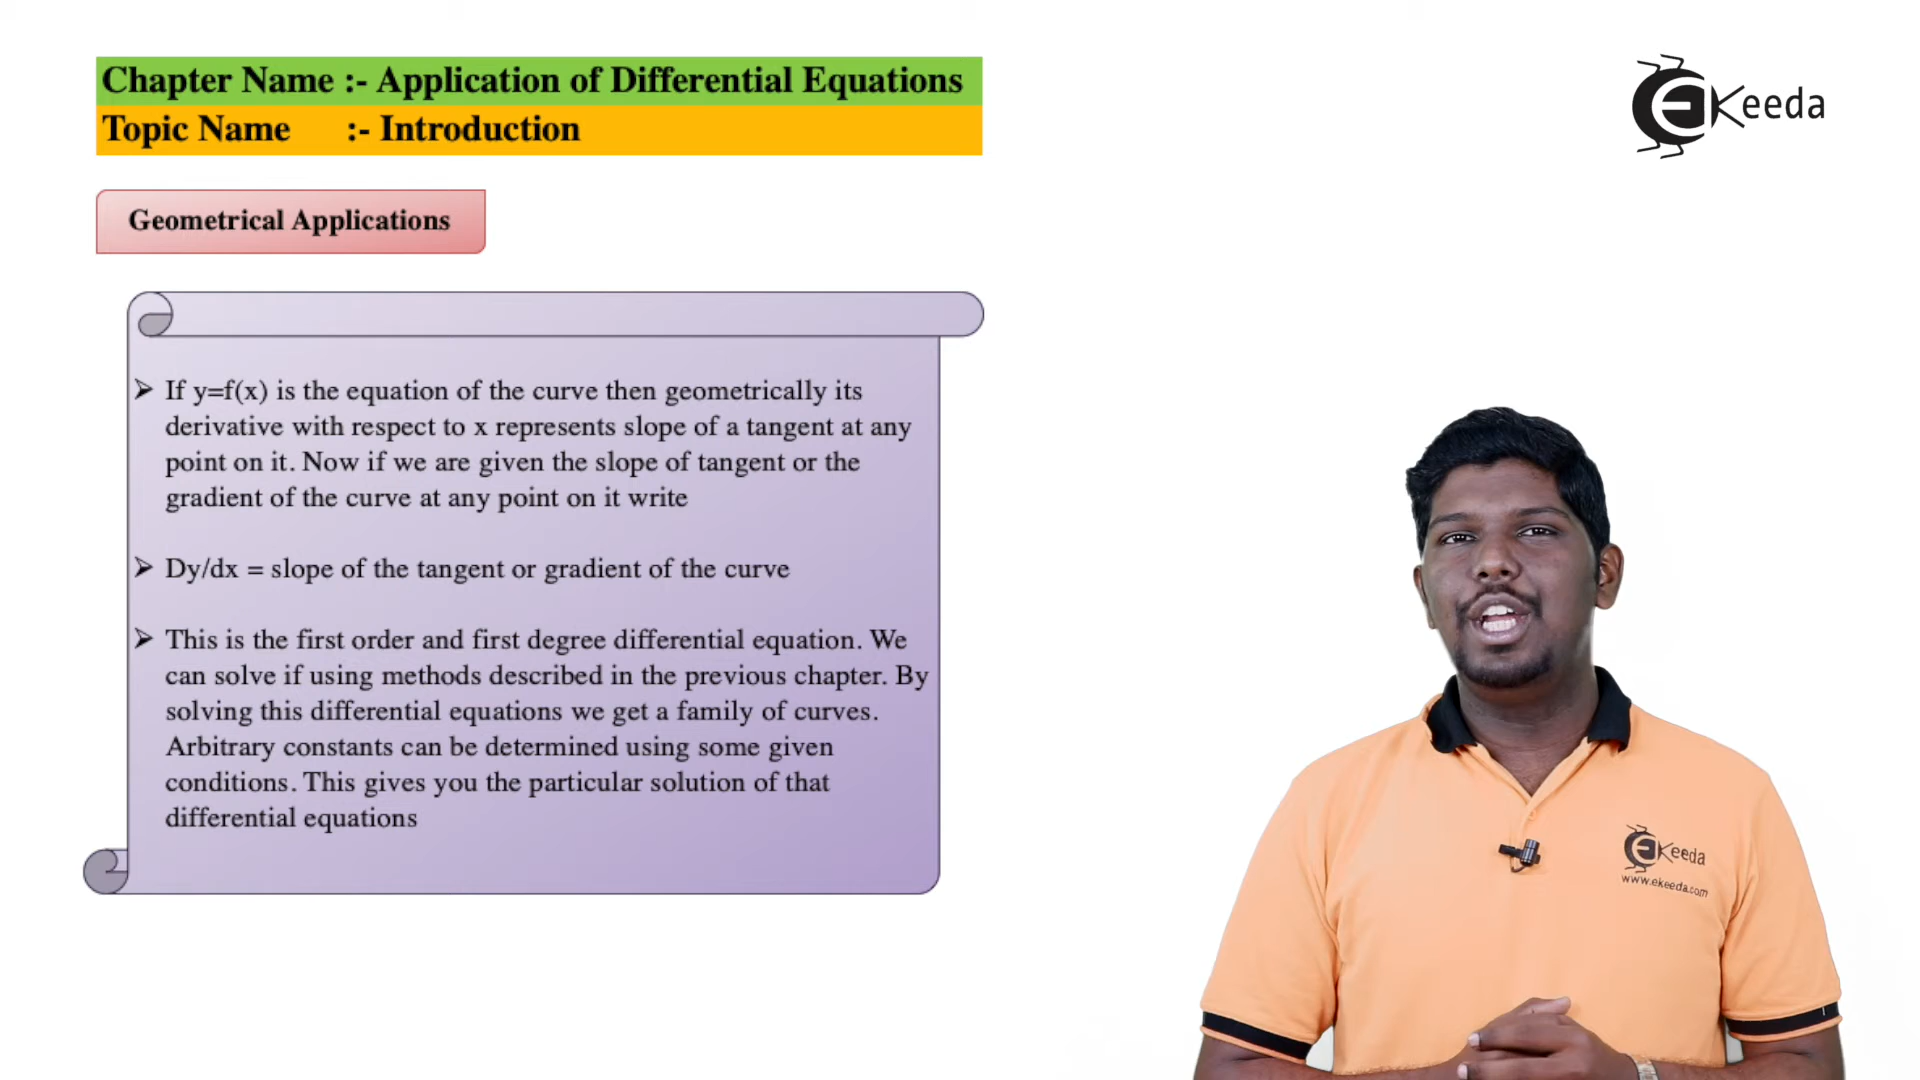 Chapter Name :- Application of Differential Equations
Topic Name :- Introduction
EKeeda
Geometrical Applications
➢ If y=f(x) is the equation of the curve then geometrically its
derivative with respect to x represents slope of a tangent at any
point on it. Now if we are given the slope of tangent or the
gradient of the curve at any point on it write
➢ Dy/dx = slope of the tangent or gradient of the curve
➢ This is the first order and first degree differential equation. We
can solve if using methods described in the previous chapter. By
solving this differential equations we get a family of curves.
Arbitrary constants can be determined using some given
conditions. This gives you the particular solution of that
differential equations
EKeeda
www.ekeeda.com